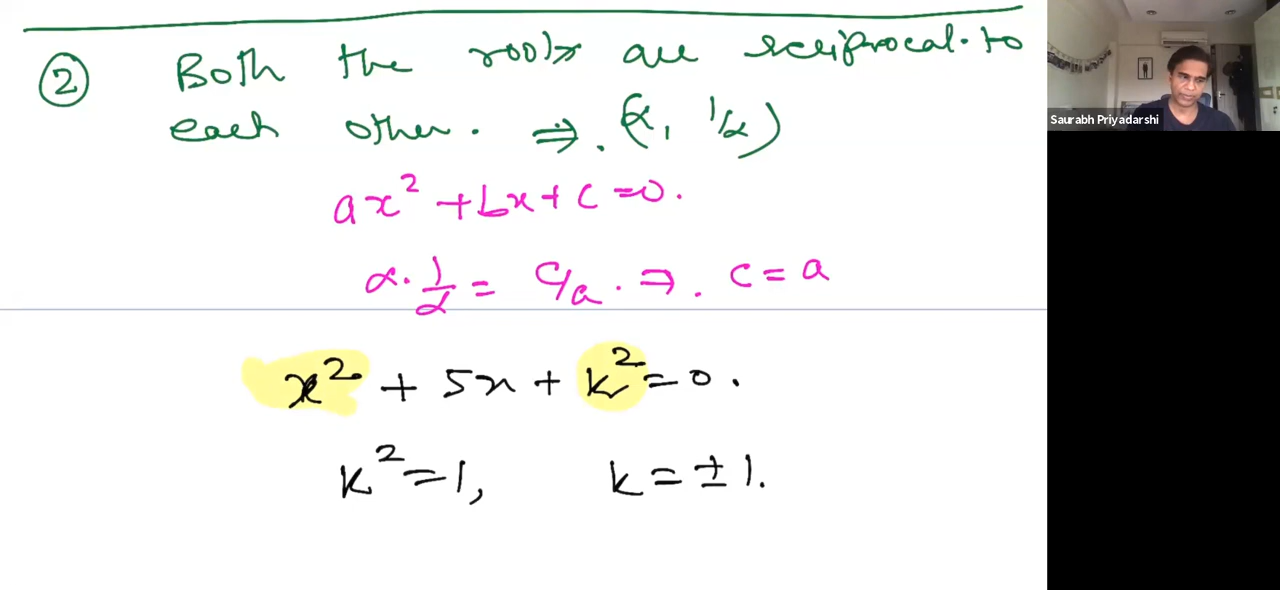 ② Both the roots are reciprocal. to
each other. ⇒. (α, 1/α)
ax² + bx + c = 0.
α. 1/α = c/a. ⇒. c = a
x² + 5x + k² = 0.
k² = 1, k = ± 1.
Saurabh Priyadarshi